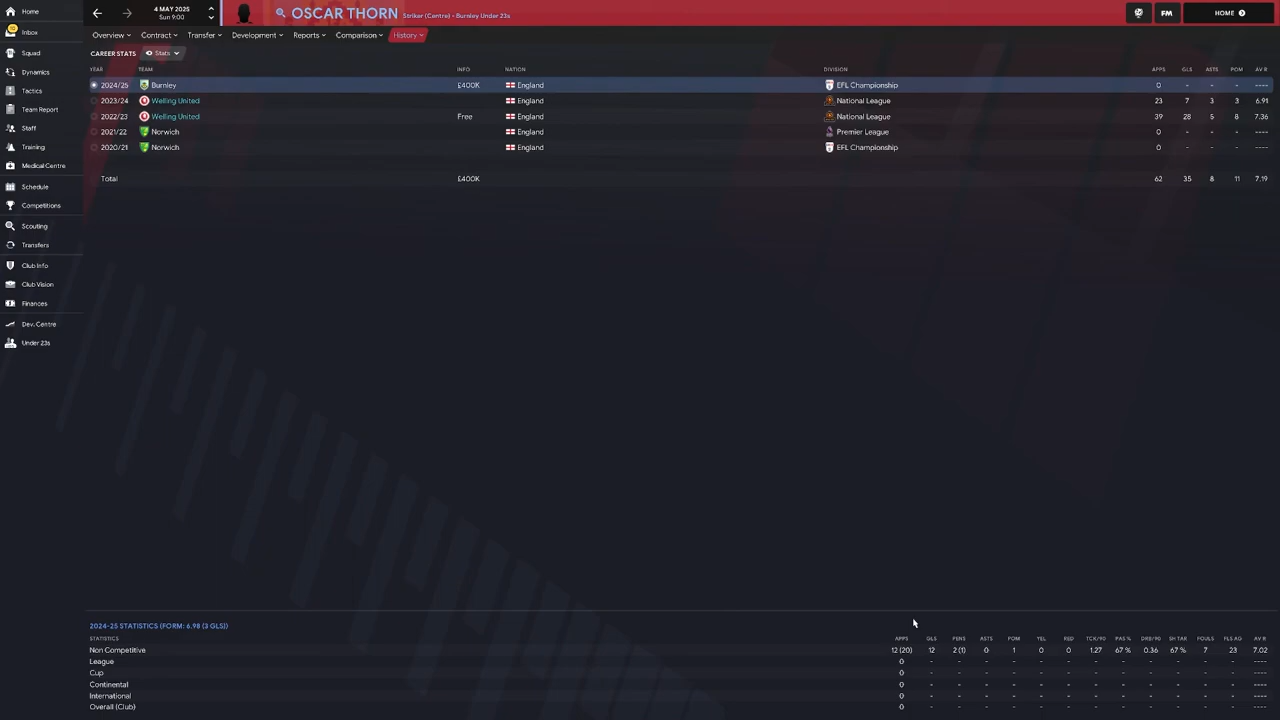 Home
4 MAY 2025
Sun 9:00
OSCAR THORN
Striker (Centre) - Burnley Under 23s
FM
HOME
Inbox
Overview
Contract
Transfer
Development
Reports
Comparison
History
Squad
CAREER STATS
Stats
Dynamics
YEAR TEAM INFO NATION DIVISION APPS GLS ASTS POM AV R
Tactics
2024/25 Burnley £400K England EFL Championship 0 - - - ----
2023/24 Welling United England National League 23 7 3 3 6.91
Team Report
2022/23 Welling United Free England National League 39 28 5 8 7.36
Staff
2021/22 Norwich England Premier League 0 - - - ----
Training
2020/21 Norwich England EFL Championship 0 - - - ----
Medical Centre
Total £400K 62 35 8 11 7.19
Schedule
Competitions
Scouting
Transfers
Club Info
Club Vision
Finances
Dev. Centre
Under 23s
2024-25 STATISTICS (FORM: 6.98 (3 GLS))
STATISTICS APPS GLS PENS ASTS POM YEL RED TCK/90 PAS % DRB/90 SH TAR FOULS FLS AG AV R
Non Competitive 12 (20) 12 2 (1) 0 1 0 0 1.27 67 % 0.36 67 % 7 23 7.02
League 0 - - - - - - - - - - - - ----
Cup 0 - - - - - - - - - - - - ----
Continental 0 - - - - - - - - - - - - ----
International 0 - - - - - - - - - - - - ----
Overall (Club) 0 - - - - - - - - - - - - ----